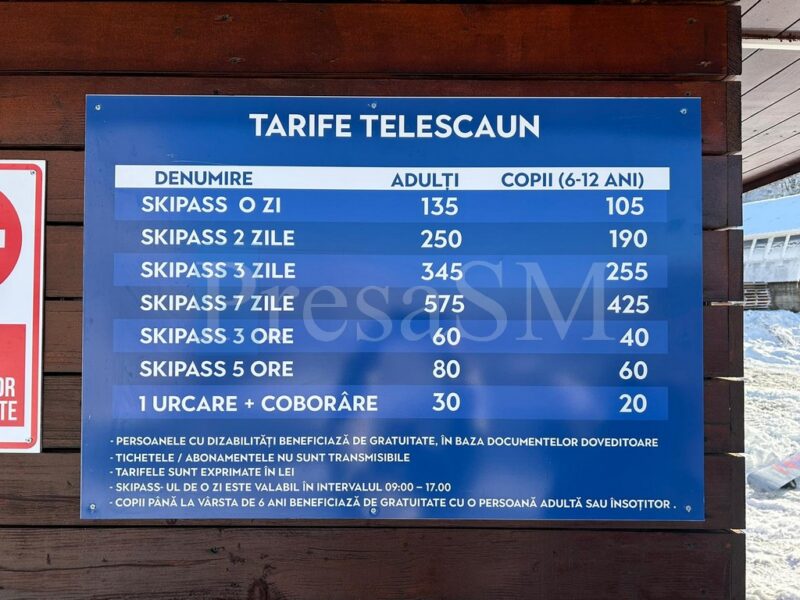 TARIFE TELESCAUN
DENUMIRE ADULȚI COPII (6-12 ANI)
SKIPASS O ZI 135 105
SKIPASS 2 ZILE 250 190
SKIPASS 3 ZILE 345 255
PresaSM
SKIPASS 7 ZILE 575 425
SKIPASS 3 ORE 60 40
SKIPASS 5 ORE 80 60
1 URCARE + COBORÂRE 30 20
- PERSOANELE CU DIZABILITĂȚI BENEFICIAZĂ DE GRATUITATE, ÎN BAZA DOCUMENTELOR DOVEDITOARE
- TICHETELE / ABONAMENTELE NU SUNT TRANSMISIBILE
- TARIFELE SUNT EXPRIMATE ÎN LEI
- SKIPASS- UL DE O ZI ESTE VALABIL ÎN INTERVALUL 09:00 – 17.00
- COPII PÂNĂ LA VÂRSTA DE 6 ANI BENEFICIAZĂ DE GRATUITATE CU O PERSOANĂ ADULTĂ SAU ÎNSOȚITOR .